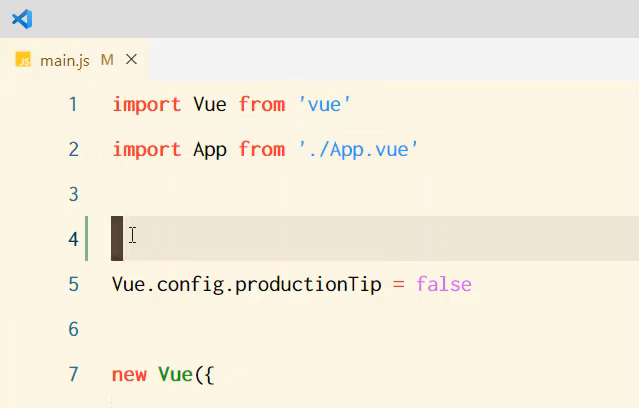 JS main.js M
1 import Vue from 'vue'
2 import App from './App.vue'
3
4
5 Vue.config.productionTip = false
6
7 new Vue({